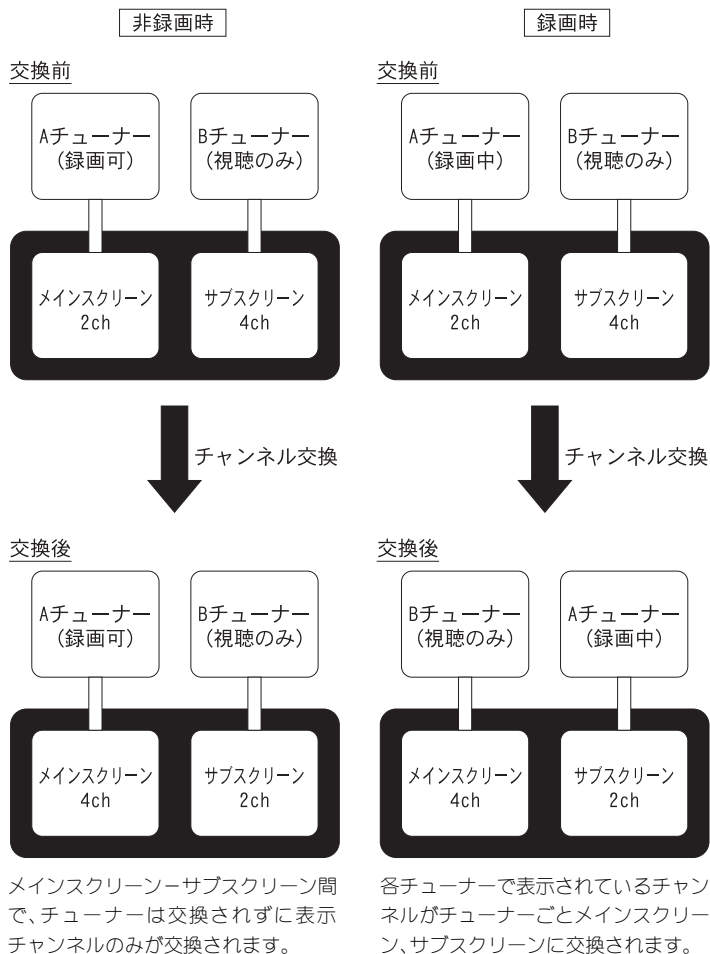 非録画時
交換前
Aチューナー
(録画可)
Bチューナー
(視聴のみ)
メインスクリーン
2ch
サブスクリーン
4ch
チャンネル交換
交換後
Aチューナー
(録画可)
Bチューナー
(視聴のみ)
メインスクリーン
4ch
サブスクリーン
2ch
メインスクリーン−サブスクリーン間
で、チューナーは交換されずに表示
チャンネルのみが交換されます。
録画時
交換前
Aチューナー
(録画中)
Bチューナー
(視聴のみ)
メインスクリーン
2ch
サブスクリーン
4ch
チャンネル交換
交換後
Bチューナー
(視聴のみ)
Aチューナー
(録画中)
メインスクリーン
4ch
サブスクリーン
2ch
各チューナーで表示されているチャン
ネルがチューナーごとメインスクリー
ン、サブスクリーンに交換されます。